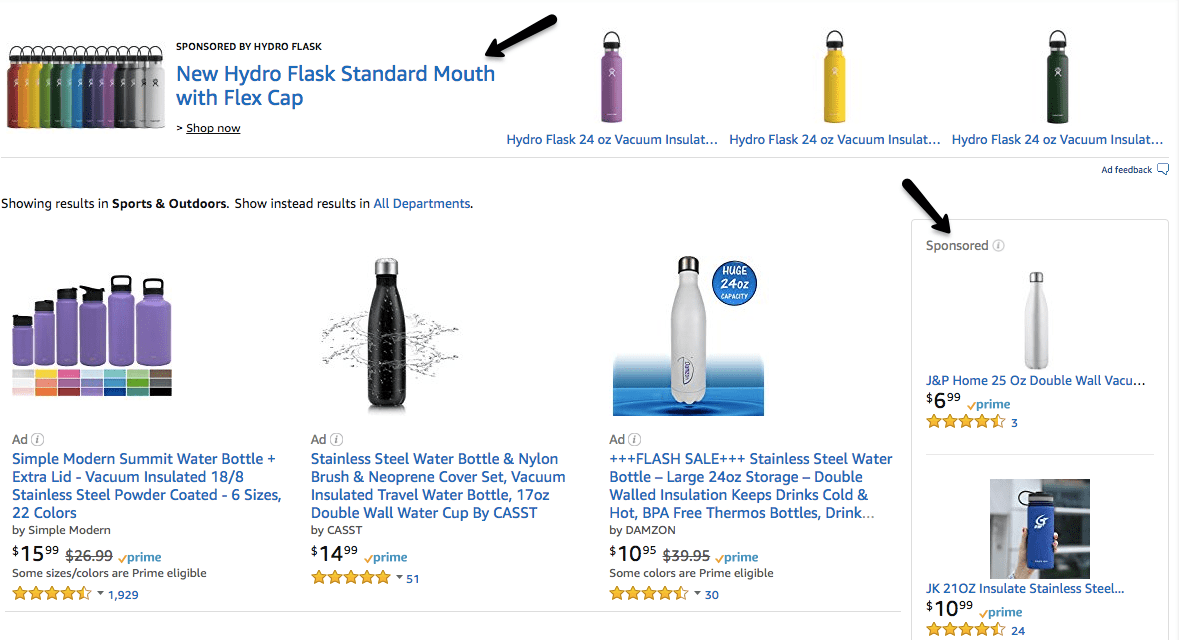 SPONSORED BY HYDRO FLASK
New Hydro Flask Standard Mouth
with Flex Cap
> Shop now
Hydro Flask 24 oz Vacuum Insulat...
Hydro Flask 24 oz Vacuum Insulat...
Hydro Flask 24 oz Vacuum Insulat...
Ad feedback
Showing results in Sports & Outdoors. Show instead results in All Departments.
Ad
Simple Modern Summit Water Bottle +
Extra Lid - Vacuum Insulated 18/8
Stainless Steel Powder Coated - 6 Sizes,
22 Colors
by Simple Modern
$15 99 $26.99 prime
Some sizes/colors are Prime eligible
1,929
Ad
Stainless Steel Water Bottle & Nylon
Brush & Neoprene Cover Set, Vacuum
Insulated Travel Water Bottle, 17oz
Double Wall Water Cup By CASST
by CASST
$14 99 prime
51
HUGE
24oz
CAPACITY
Damzon
Ad
+++FLASH SALE+++ Stainless Steel Water
Bottle – Large 24oz Storage – Double
Walled Insulation Keeps Drinks Cold &
Hot, BPA Free Thermos Bottles, Drink...
by DAMZON
$10 95 $39.95 prime
Some colors are Prime eligible
30
Sponsored
J&P Home 25 Oz Double Wall Vacu...
$6 99 prime
3
JK 21OZ Insulate Stainless Steel...
$10 99 prime
24